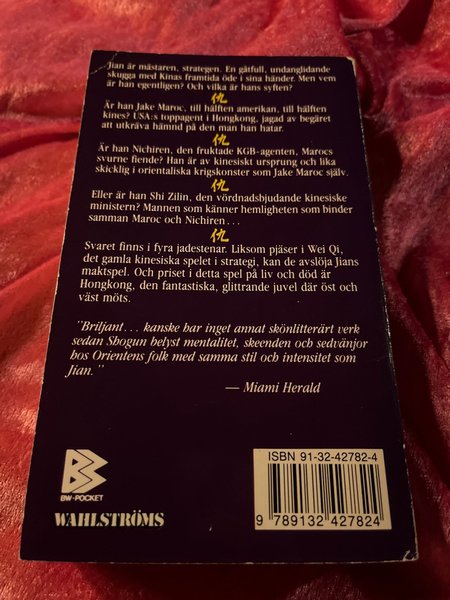 Jian är mästaren, strategen. En gåtfull, undanglidande
skugga med Kinas framtida öde i sina händer. Men vem
är han egentligen? Och vilka är hans syften?
仇
Är han Jake Maroc, till hälften amerikan, till hälften
kines? USA:s toppagent i Hongkong, jagad av begäret
att utkräva hämnd på den man han hatar.
仇
Är han Nichiren, den fruktade KGB-agenten, Marocs
svurne fiende? Han är av kinesiskt ursprung och lika
skicklig i orientaliska krigskonster som Jake Maroc själv.
仇
Eller är han Shi Zilin, den vördnadsbjudande kinesiske
ministern? Mannen som känner hemligheten som binder
samman Maroc och Nichiren...
仇
Svaret finns i fyra jadestenar. Liksom pjäser i Wei Qi,
det gamla kinesiska spelet i strategi, kan de avslöja Jians
maktspel. Och priset i detta spel på liv och död är
Hongkong, den fantastiska, glittrande juvel där öst och
väst möts.
"Briljant... kanske har inget annat skönlitterärt verk
sedan Shogun belyst mentalitet, skeenden och sedvänjor
hos Orientens folk med samma stil och intensitet som
Jian."
— Miami Herald
B
BW-POCKET
WAHLSTRÖMS
ISBN 91-32-42782-4
9 789132 427824